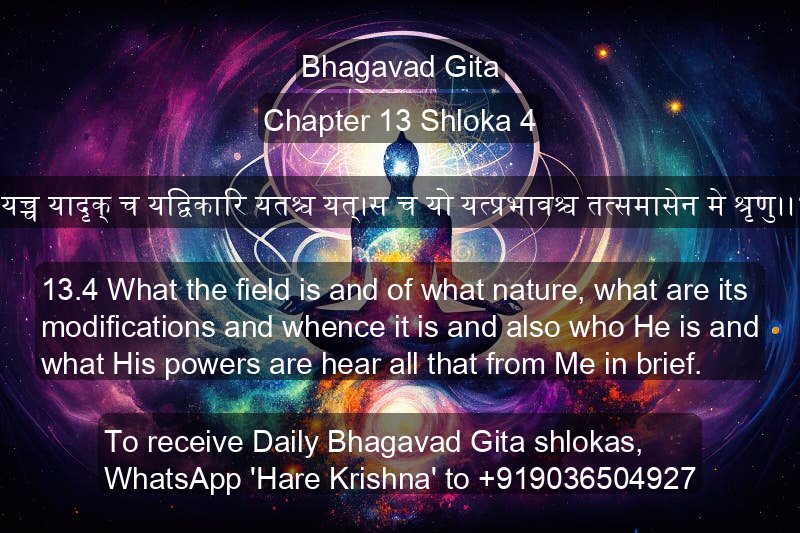 Bhagavad Gita
Chapter 13 Shloka 4
यच्च यादृक् च यद्विकारि यतश्च यत्।स च यो यत्प्रभावश्च तत्समासेन मे श्रृणु।।
13.4 What the field is and of what nature, what are its
modifications and whence it is and also who He is and
what His powers are hear all that from Me in brief.
To receive Daily Bhagavad Gita shlokas,
WhatsApp 'Hare Krishna' to +919036504927